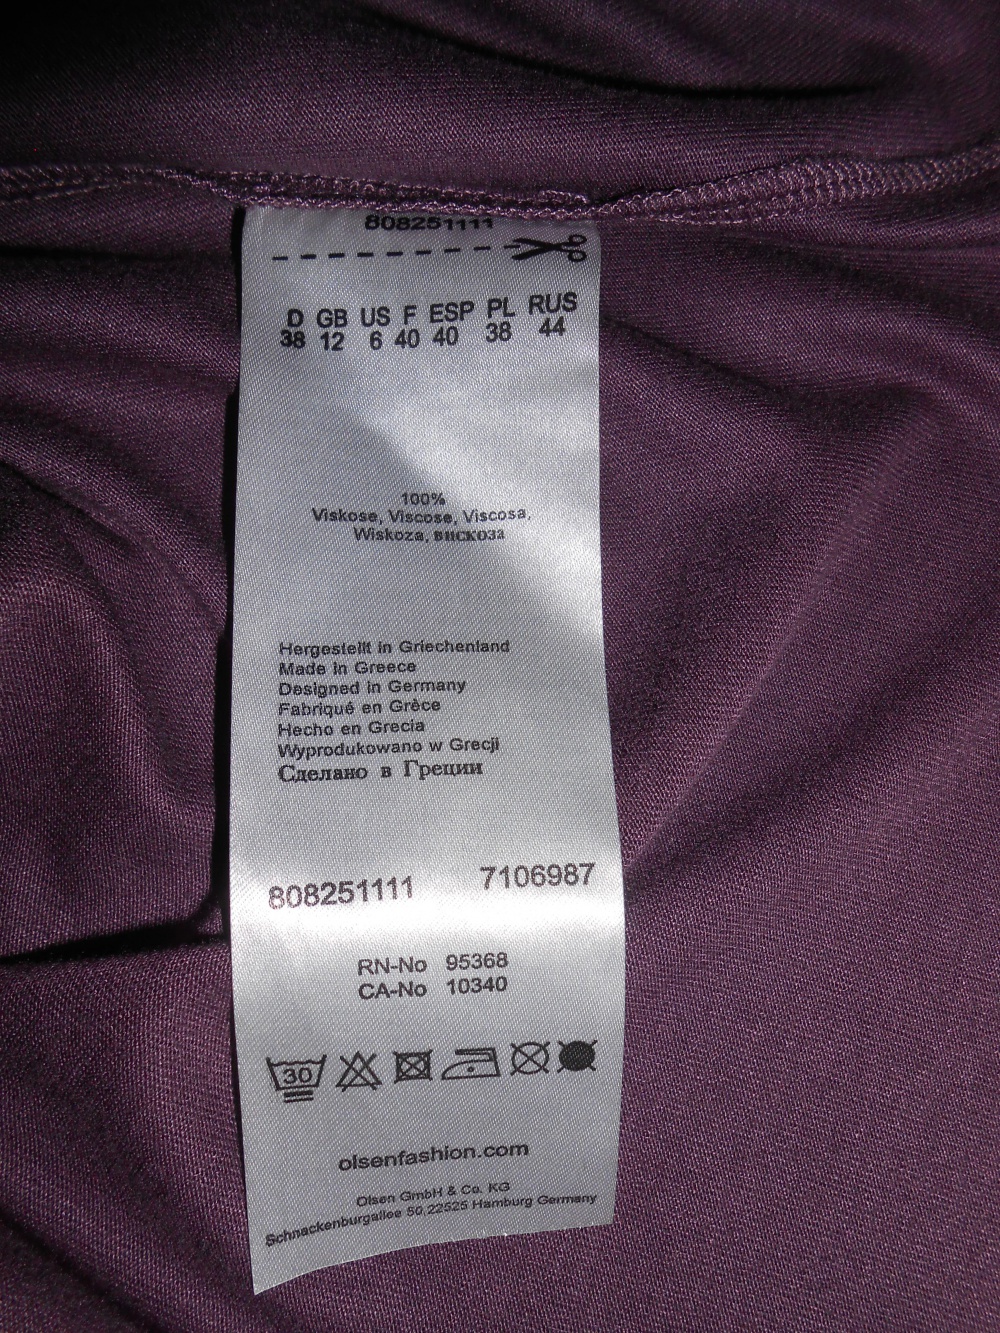 808251111
D GB US F ESP PL RUS
38 12 6 40 40 38 44
100%
Viskose, Viscose, Viscosa,
Wiskoza, вискоза
Hergestellt in Griechenland
Made in Greece
Designed in Germany
Fabriqué en Grèce
Hecho en Grecia
Wyprodukowano w Grecji
Сделано в Греции
808251111 7106987
RN-No 95368
CA-No 10340
30
olsenfashion.com
Olsen GmbH & Co. KG
Schnackenburgallee 50,22525 Hamburg Germany